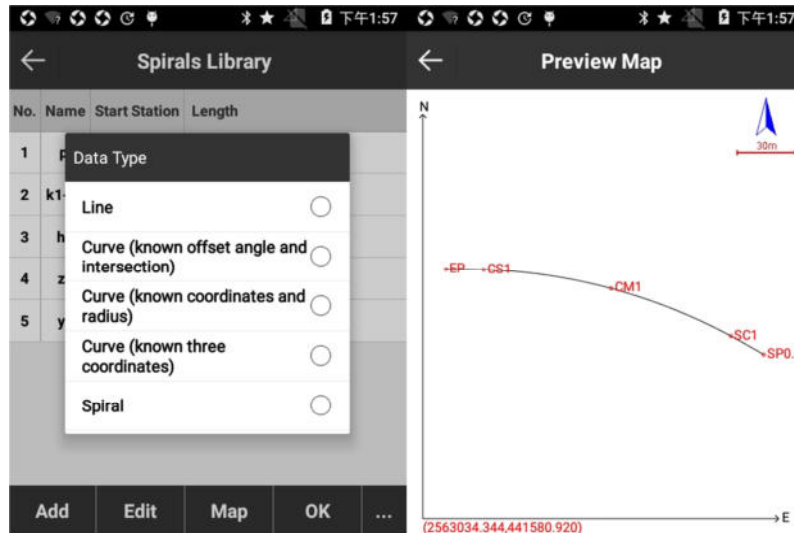 下午1:57
Spirals Library
No. Name Start Station Length
1 p
2 k1-
3 h
4 z
5 y
Data Type
Line
Curve (known offset angle and
intersection)
Curve (known coordinates and
radius)
Curve (known three
coordinates)
Spiral
Add Edit Map OK ...
下午1:57
Preview Map
N
30m
EP CS1
CM1
SC1
SP0.
E
(2563034.344,441580.920)